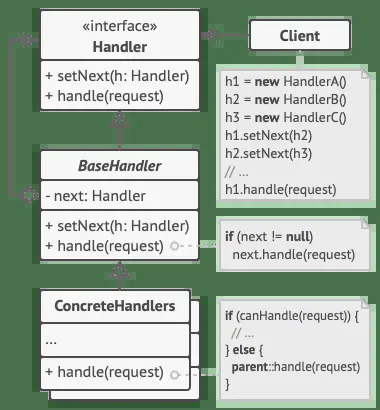 «interface»
Handler
+ setNext(h: Handler)
+ handle(request)
Client
h1 = new HandlerA()
h2 = new HandlerB()
h3 = new HandlerC()
h1.setNext(h2)
h2.setNext(h3)
// ...
h1.handle(request)
BaseHandler
- next: Handler
+ setNext(h: Handler)
+ handle(request)
if (next != null)
next.handle(request)
ConcreteHandlers
...
+ handle(request)
if (canHandle(request)) {
// ...
} else {
parent::handle(request)
}